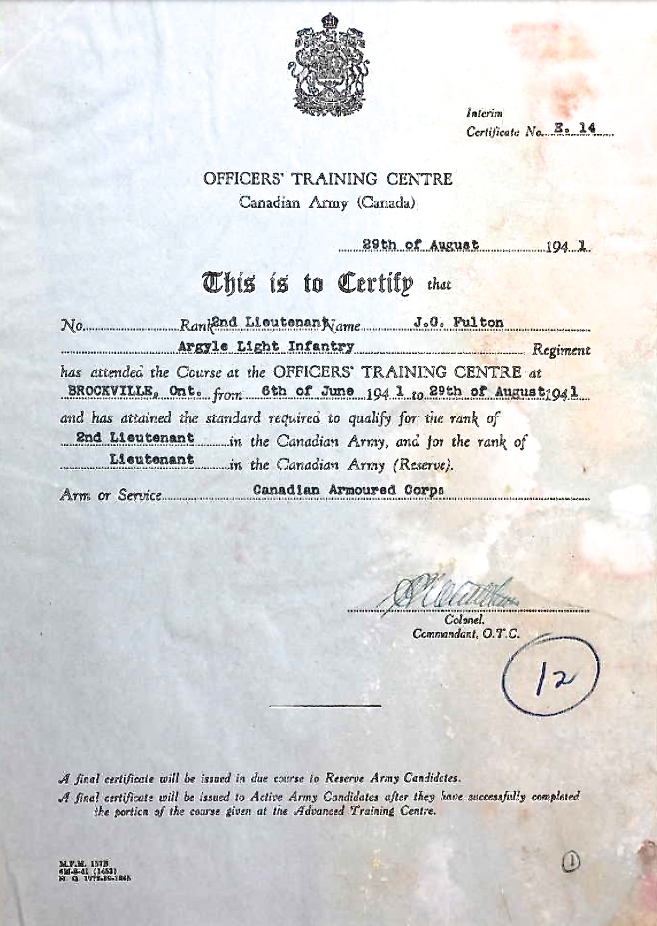 Interim
Certificate No. E. 14
OFFICERS' TRAINING CENTRE
Canadian Army (Canada)
29th of August 1941
This is to Certify that
No. Rank 2nd Lieutenant Name J.O. Fulton
Argyle Light Infantry Regiment
has attended the Course at the OFFICERS' TRAINING CENTRE at
BROCKVILLE, Ont. from 6th of June 1941 to 29th of August, 1941
and has attained the standard required to qualify for the rank of
2nd Lieutenant in the Canadian Army, and for the rank of
Lieutenant in the Canadian Army (Reserve).
Arm or Service Canadian Armoured Corps
Colonel.
Commandant, O.T.C.
12
A final certificate will be issued in due course to Reserve Army Candidates.
A final certificate will be issued to Active Army Candidates after they have successfully completed
the portion of the course given at the Advanced Training Centre.
M.F.M. 157B
1